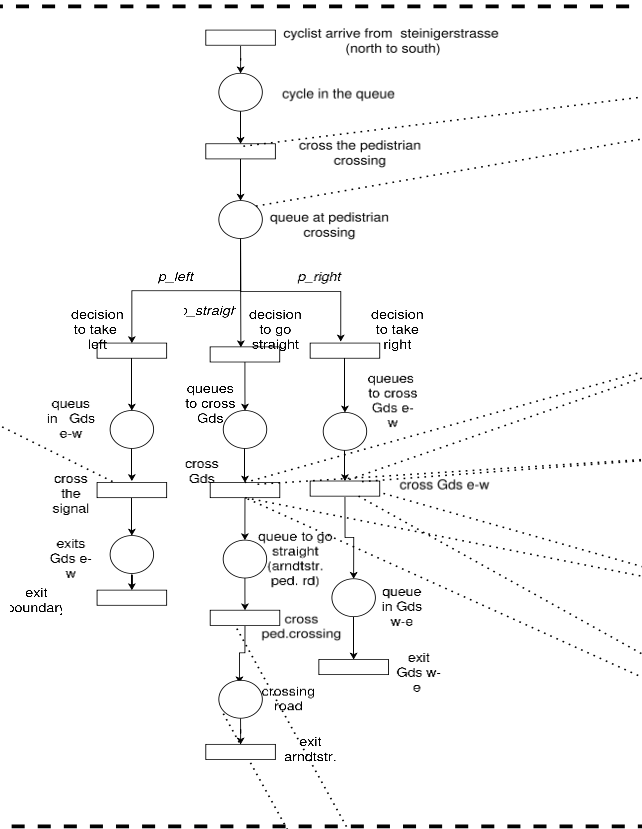 cyclist arrive from steinigerstrasse
(north to south)
cycle in the queue
cross the pedistrian
crossing
queue at pedistrian
crossing
p_left
p_right
decision
to take
left
decision
to go
straight
decision
to take
right
queus
in Gds
e-w
queues
to cross
Gds
queues
to cross
Gds e-
w
cross
the
signal
cross
Gds
cross Gds e-w
exits
Gds e-
w
queue to go
straight
(arndtstr.
ped. rd)
queue
in Gds
w-e
exit
cross
ped.crossing
exit
Gds w-
e
crossing
road
exit
arndtstr.